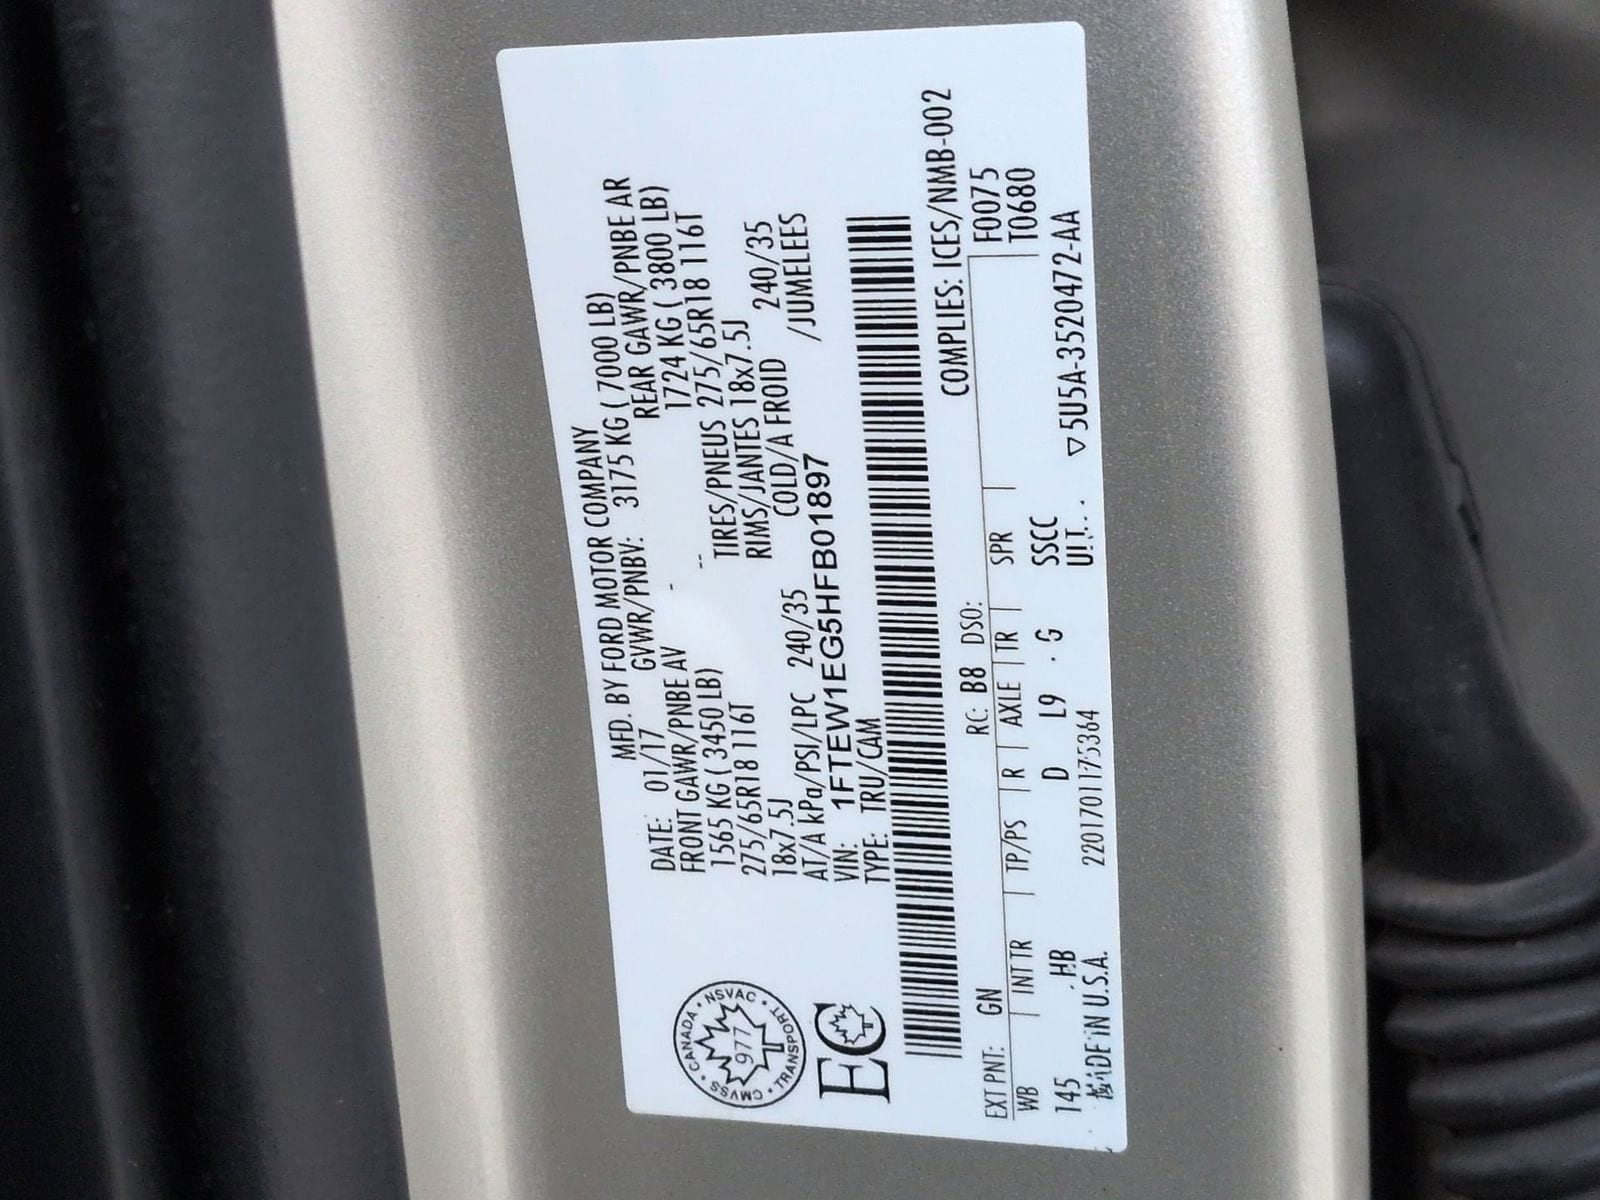 MFD. BY FORD MOTOR COMPANY
DATE: 01/17 GVWR/PNBV: 3175 KG ( 7000 LB)
FRONT GAWR/PNBE AV - REAR GAWR/PNBE AR
1565 KG ( 3450 LB) -- 1724 KG ( 3800 LB)
275/65R18 116T TIRES/PNEUS 275/65R18 116T
18x7.5J RIMS/JANTES 18x7.5J
AT/A kPa/PSI/LPC 240/35 COLD/A FROID 240/35
VIN: 1FTEW1EG5HFB01897 /JUMELEES
TYPE: TRU/CAM
CANADA • NSVAC • TRANSPORT • CMVSS •
977
EC
COMPLIES: ICES/NMB-002
EXT PNT: GN RC: B8 DSO: F0075
WB INT TR TP/PS R AXLE TR SPR T0680
145 HB D L9 G SSCC
MADE IN U.S.A. 220170117 5364 ▽5U5A-3520472-AA